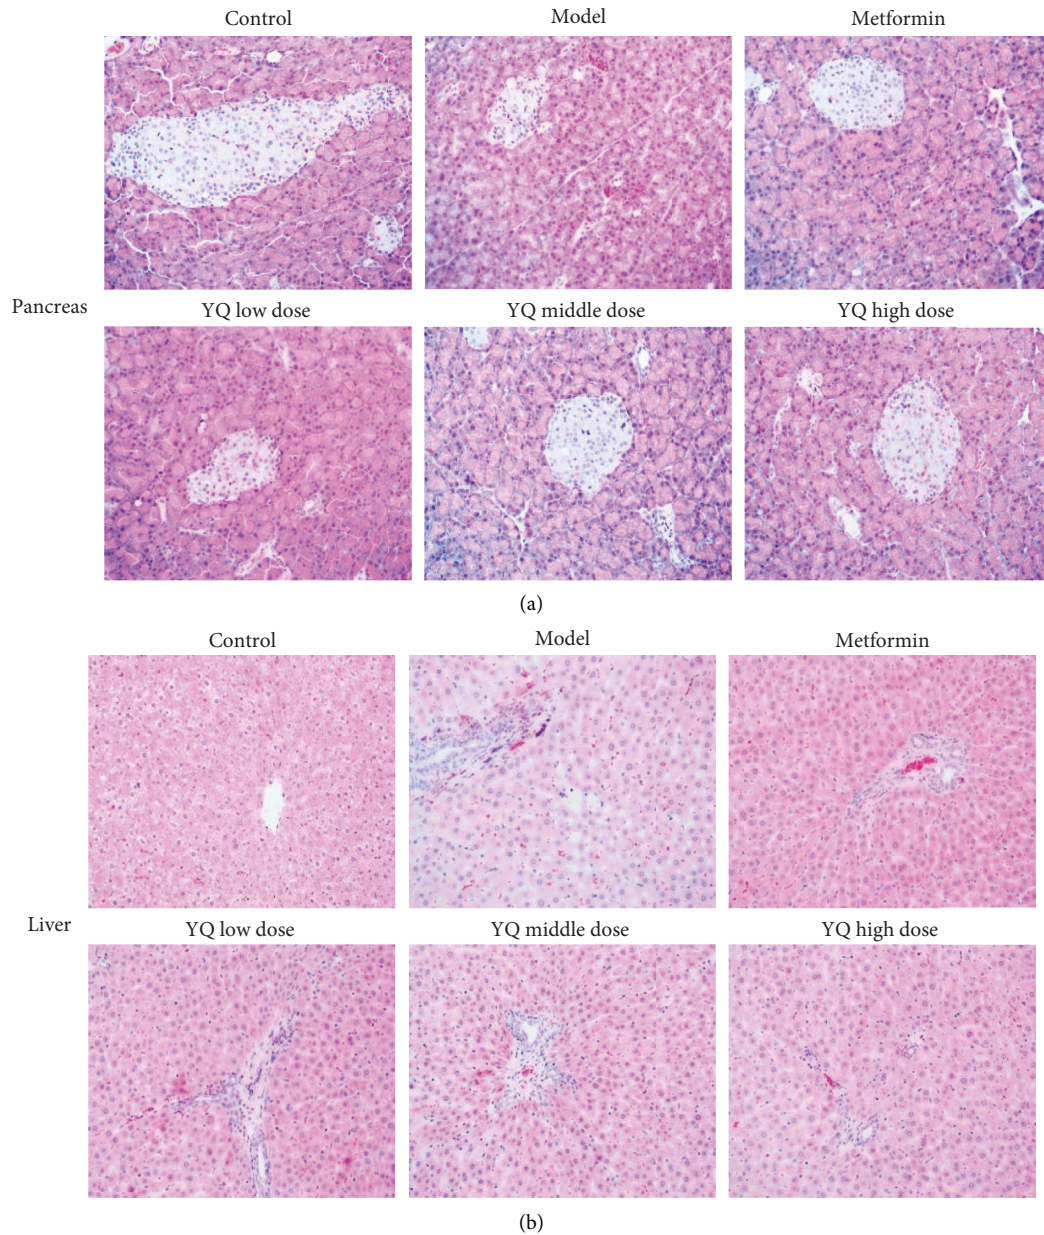 Control Model Metformin
Pancreas
YQ low dose YQ middle dose YQ high dose
(a)
Control Model Metformin
Liver
YQ low dose YQ middle dose YQ high dose
(b)